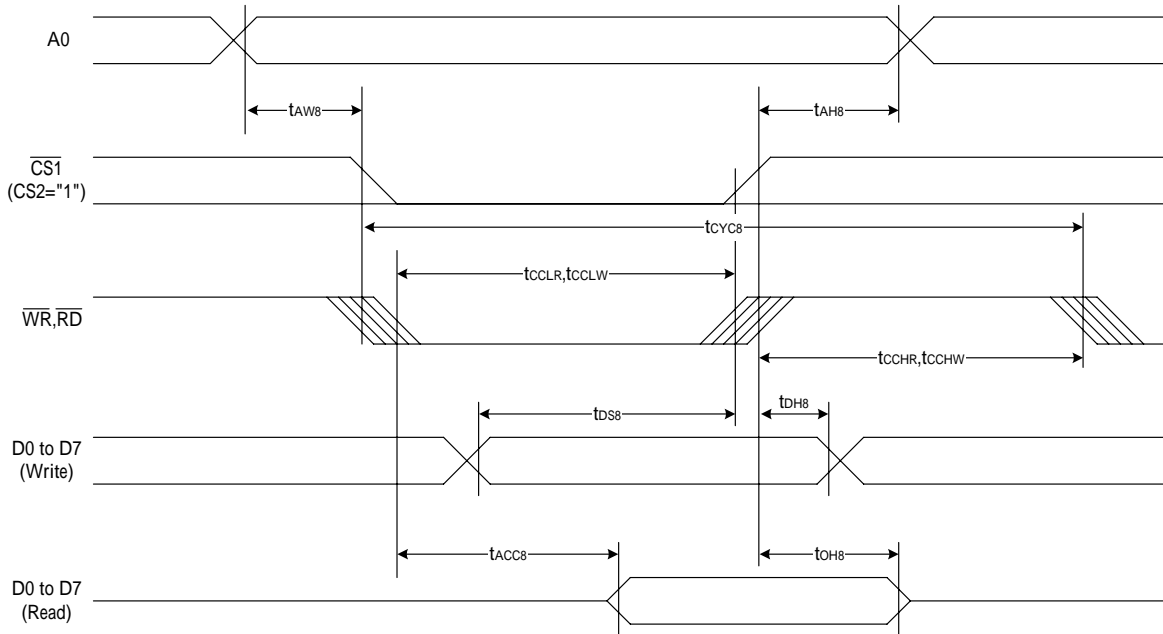 A0
tAW8
tAH8
CS1
(CS2="1")
tCYC8
tCCLR,tCCLW
WR,RD
tCCHR,tCCHW
tDS8
tDH8
D0 to D7
(Write)
tACC8
tOH8
D0 to D7
(Read)